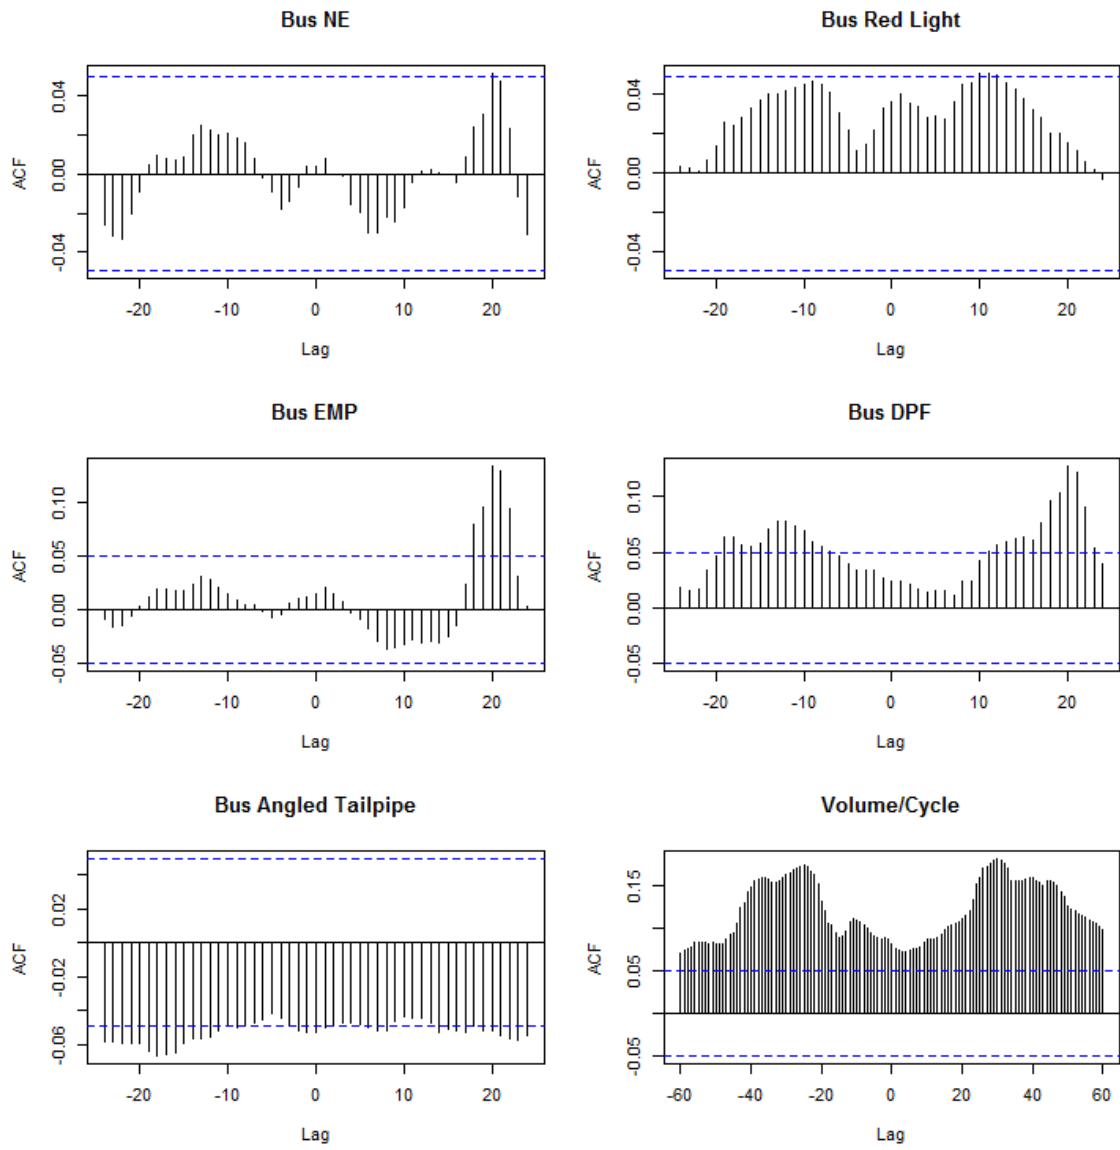 Bus NE
ACF
0.04
0.00
-0.04
-20 -10 0 10 20
Lag
Bus Red Light
ACF
0.04
0.00
-0.04
-20 -10 0 10 20
Lag
Bus EMP
ACF
0.10
0.05
0.00
-0.05
-20 -10 0 10 20
Lag
Bus DPF
ACF
0.10
0.05
0.00
-0.05
-20 -10 0 10 20
Lag
Bus Angled Tailpipe
ACF
0.02
-0.02
-0.06
-20 -10 0 10 20
Lag
Volume/Cycle
ACF
0.15
0.05
-0.05
-60 -40 -20 0 20 40 60
Lag